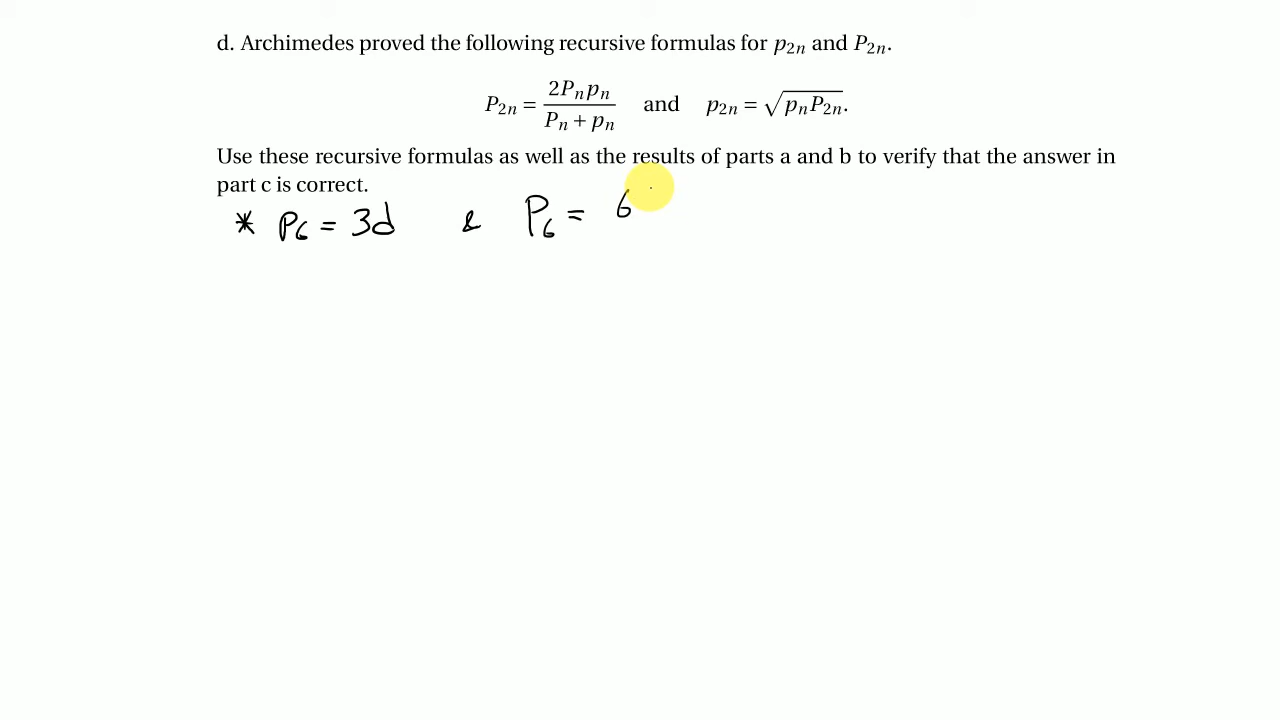 d. Archimedes proved the following recursive formulas for p₂ₙ and P₂ₙ.
P₂ₙ = 2Pₙpₙ / (Pₙ + pₙ) and p₂ₙ = √(pₙP₂ₙ).
Use these recursive formulas as well as the results of parts a and b to verify that the answer in
part c is correct.
* p₆ = 3d & P₆ = 6